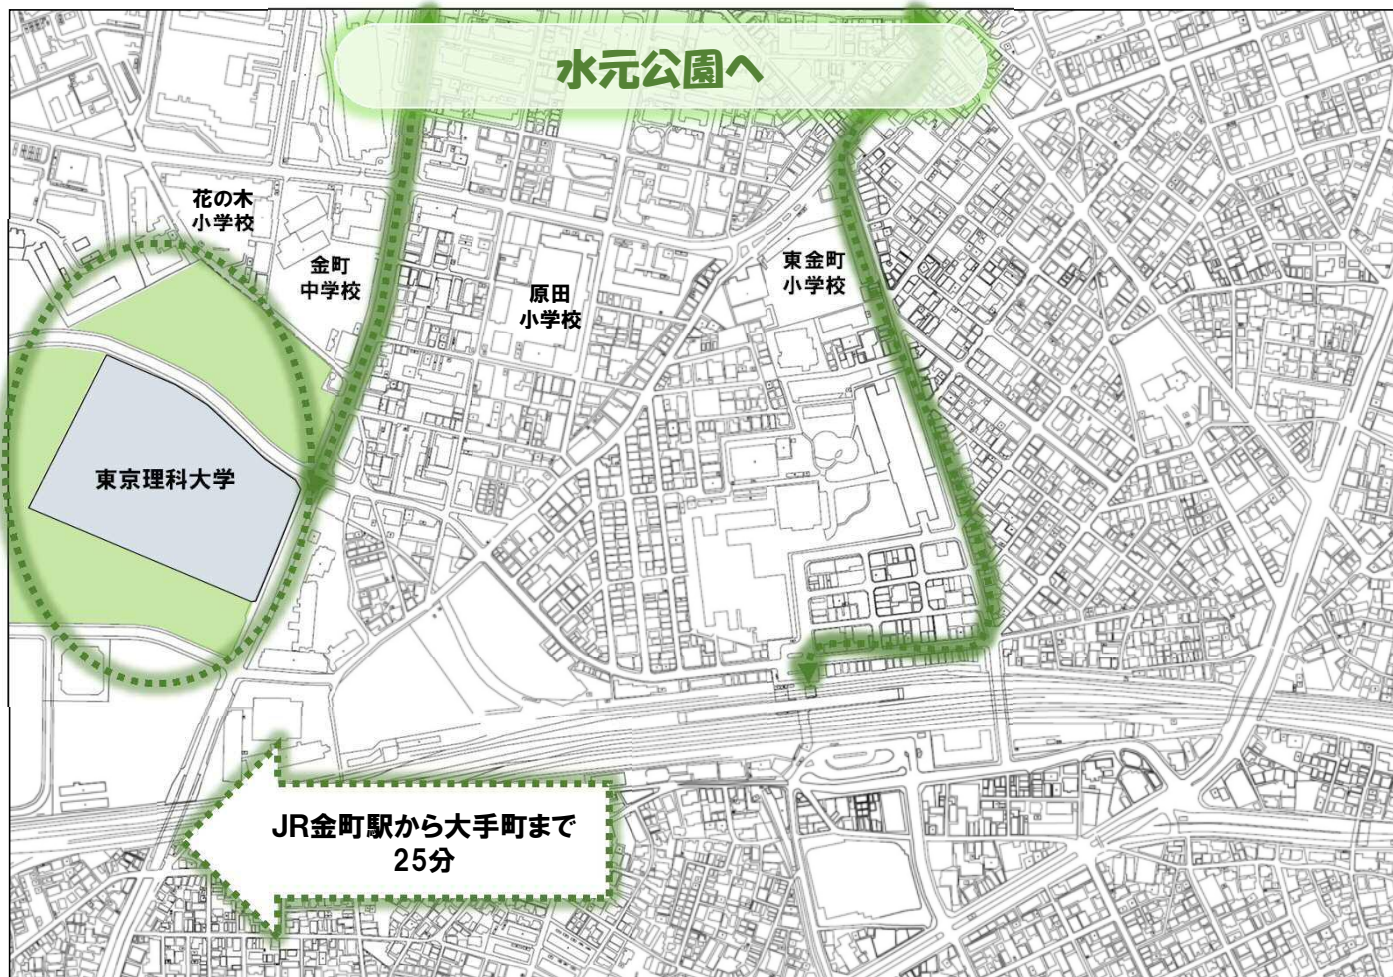 水元公園へ
花の木
小学校
金町
中学校
原田
小学校
東金町
小学校
東京理科大学
JR金町駅から大手町まで
25分